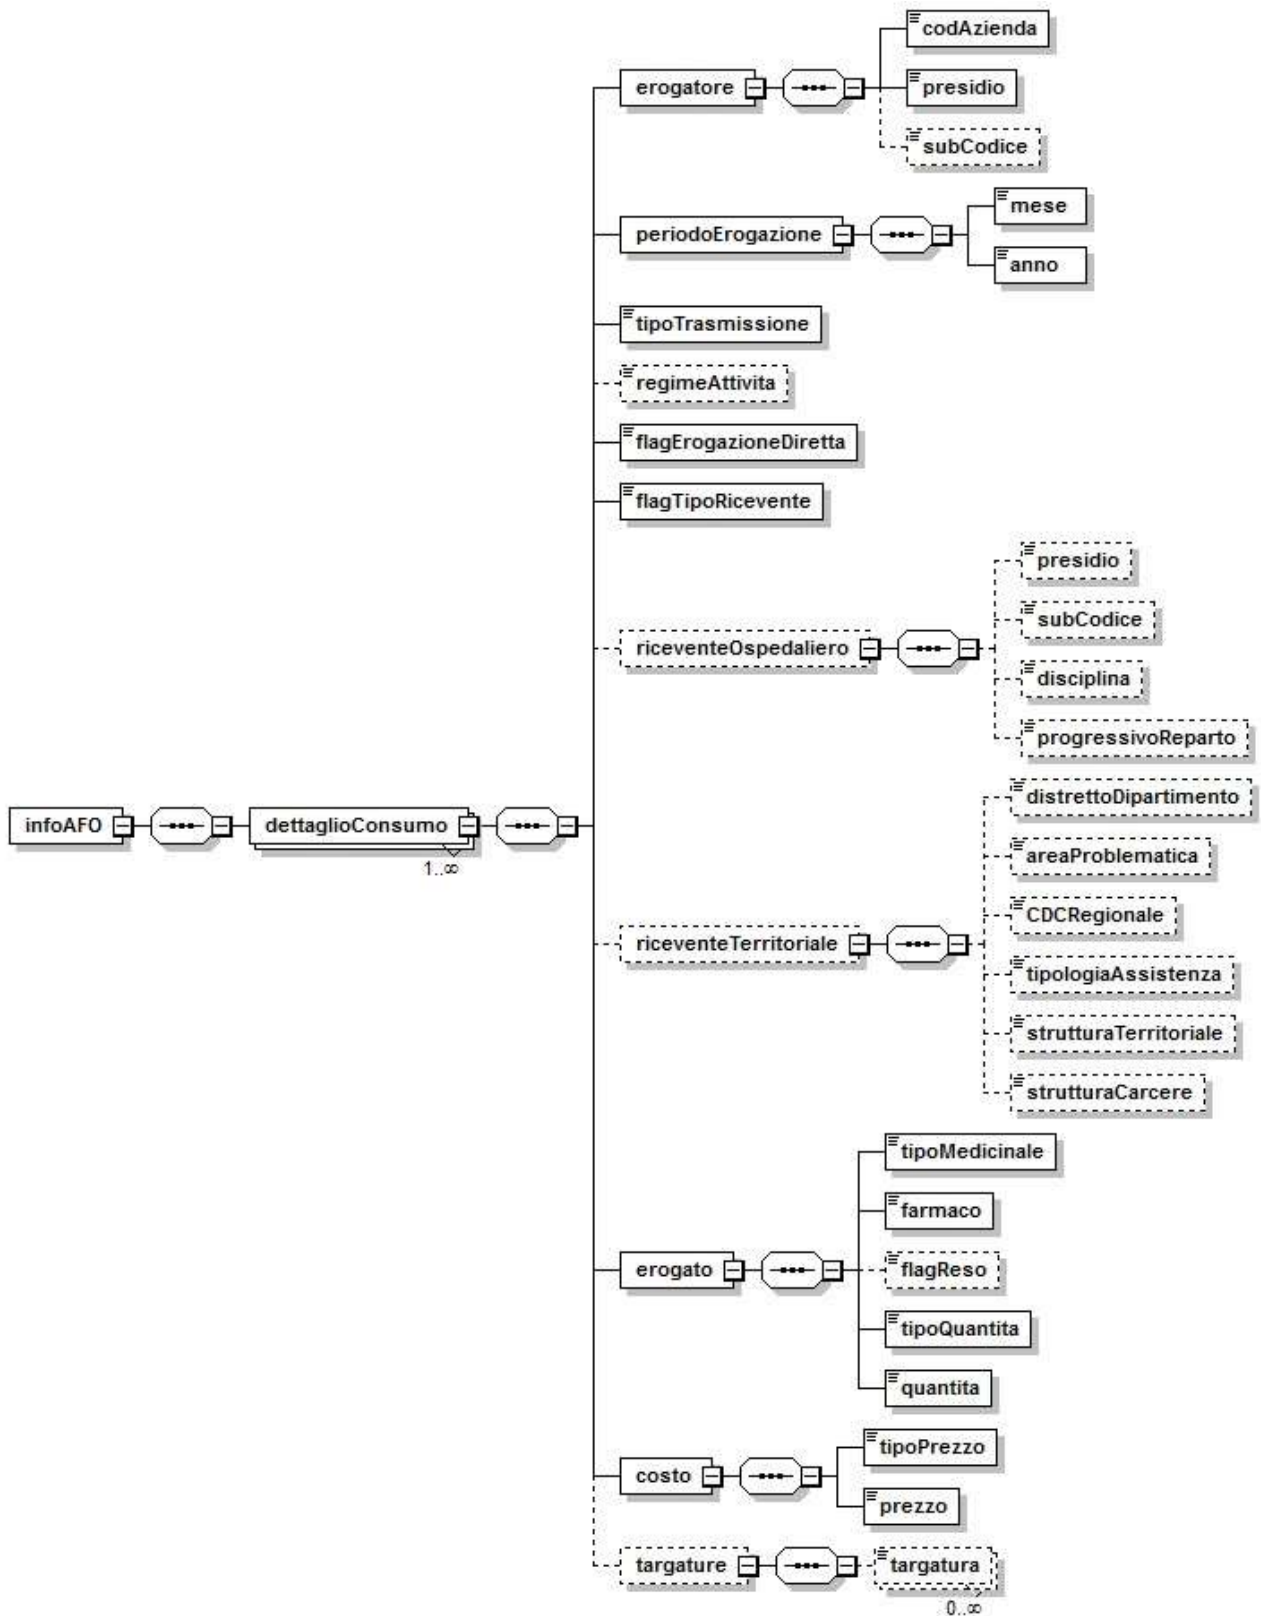 codAzienda
erogatore
presidio
subCodice
mese
periodoErogazione
anno
tipoTrasmissione
regimeAttivita
flagErogazioneDiretta
flagTipoRicevente
presidio
subCodice
riceventeOspedaliero
disciplina
progressivoReparto
distrettoDipartimento
infoAFO
dettaglioConsumo
1..∞
areaProblematica
CDCRegionale
riceventeTerritoriale
tipologiaAssistenza
strutturaTerritoriale
strutturaCarcere
tipoMedicinale
farmaco
erogato
flagReso
tipoQuantita
quantita
tipoPrezzo
costo
prezzo
targature
targatura
0..∞